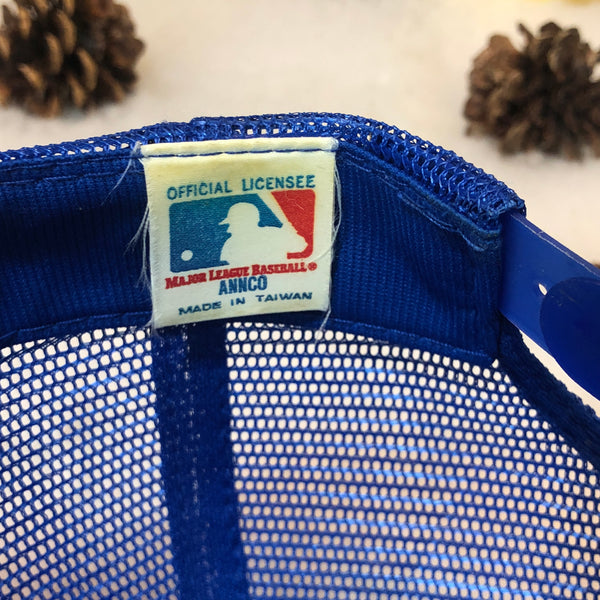 OFFICIAL LICENSEE
MAJOR LEAGUE BASEBALL®
ANNCO
MADE IN TAIWAN